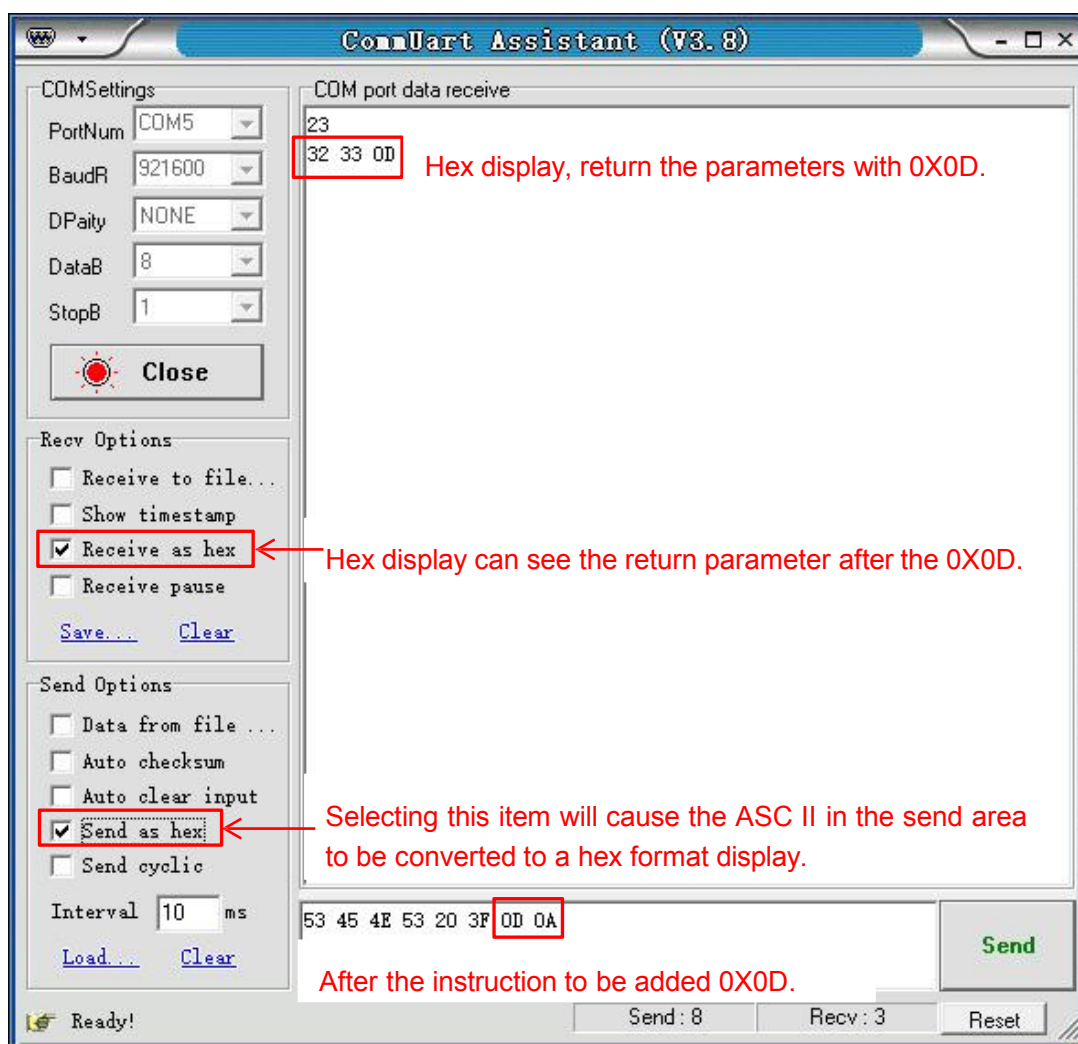 CommUart Assistant (V3.8)
COMSettings
PortNum COM5
BaudR 921600
DPaity NONE
DataB 8
StopB 1
Close
Recv Options
Receive to file...
Show timestamp
Receive as hex
Receive pause
Save... Clear
Send Options
Data from file ...
Auto checksum
Auto clear input
Send as hex
Send cyclic
Interval 10 ms
Load... Clear
COM port data receive
23
32 33 0D
Hex display, return the parameters with 0X0D.
Hex display can see the return parameter after the 0X0D.
Selecting this item will cause the ASC II in the send area
to be converted to a hex format display.
53 45 4E 53 20 3F 0D 0A
Send
After the instruction to be added 0X0D.
Ready!
Send : 8
Recv : 3
Reset